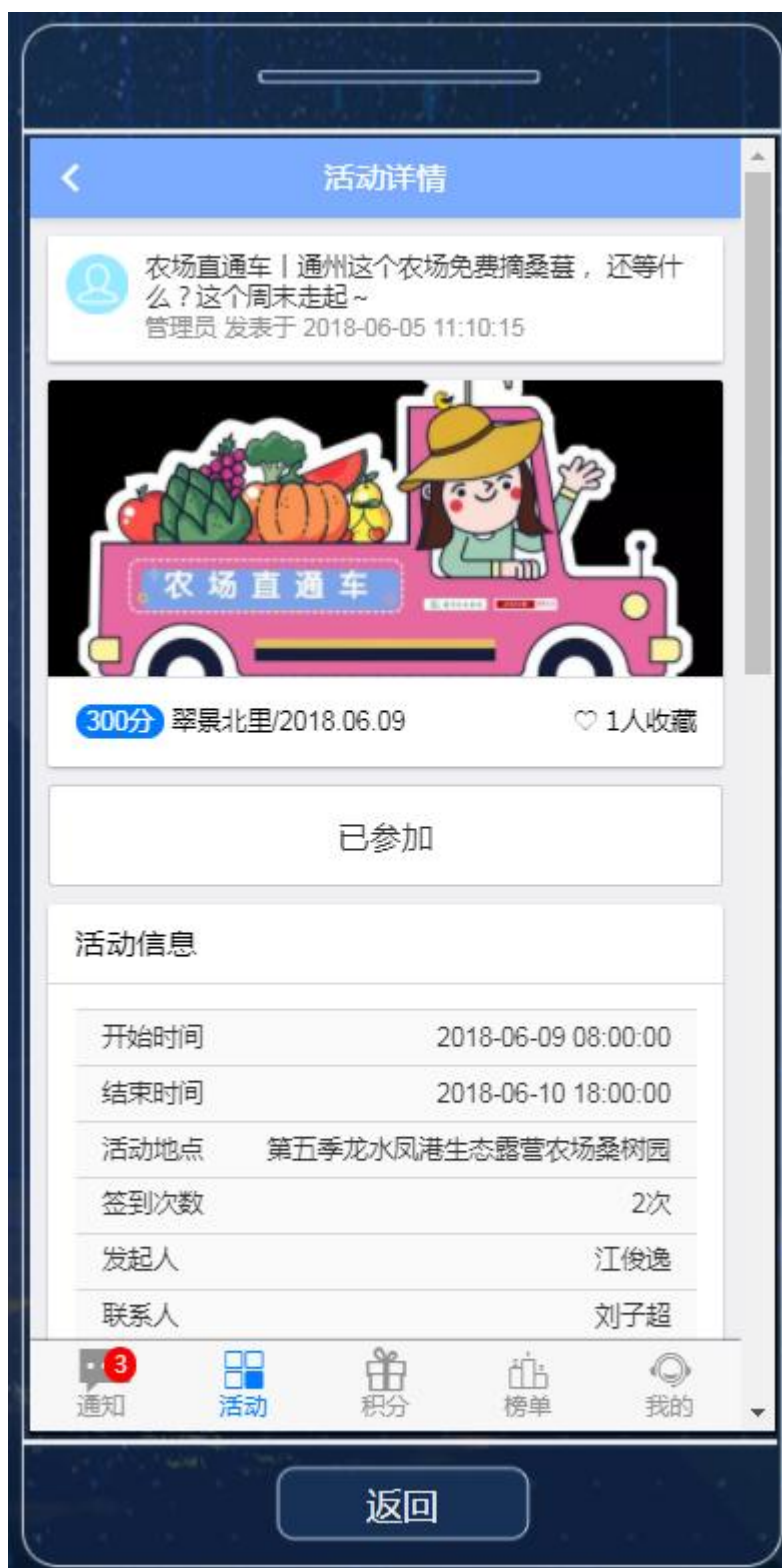 活动详情
农场直通车丨通州这个农场免费摘桑葚，还等什
么？这个周末走起～
管理员 发表于 2018-06-05 11:10:15
农场直通车
300分 翠景北里/2018.06.09 ♡ 1人收藏
已参加
活动信息
开始时间 2018-06-09 08:00:00
结束时间 2018-06-10 18:00:00
活动地点 第五季龙水凤港生态露营农场桑树园
签到次数 2次
发起人 江俊逸
联系人 刘子超
3
通知 活动 积分 榜单 我的
返回